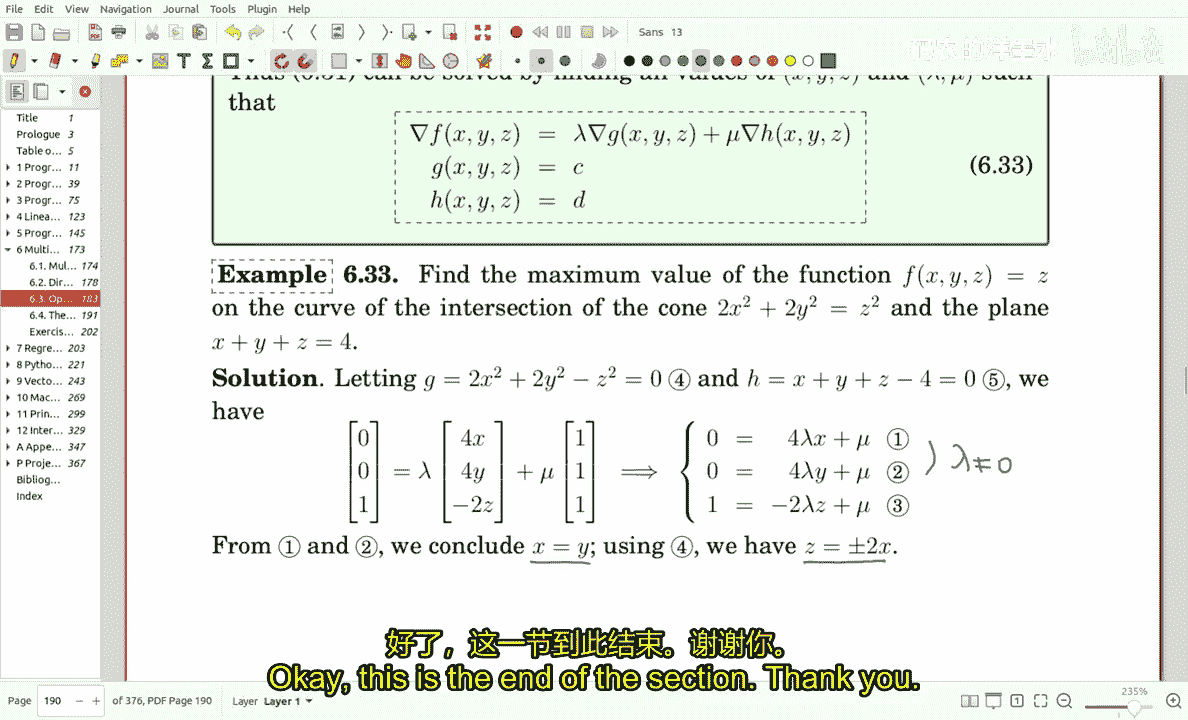 File Edit View Navigation Journal Tools Plugin Help
Sans 13
that
∇f(x, y, z) = λ∇g(x, y, z) + μ∇h(x, y, z)
g(x, y, z) = c
h(x, y, z) = d
(6.33)
Title 1
Prologue 3
Table o... 5
1 Progr... 11
2 Progr... 39
3 Progr... 75
4 Linea... 123
5 Progr... 145
6 Multi... 173
6.1. Mul... 174
6.2. Dir... 178
6.3. Op... 183
6.4. The... 191
Exercis... 202
7 Regre... 203
8 Pytho... 221
9 Vecto... 243
10 Mac... 269
11 Prin... 299
12 Inter... 329
A Appe... 347
P Proje... 367
Bibliog...
Index
Example 6.33. Find the maximum value of the function f(x, y, z) = z
on the curve of the intersection of the cone 2x² + 2y² = z² and the plane
x + y + z = 4.
Solution. Letting g = 2x² + 2y² − z² = 0 ④ and h = x + y + z − 4 = 0 ⑤, we
have
[0 0 1] = λ [4x 4y −2z] + μ [1 1 1] ⟹ { 0 = 4λx + μ ①
0 = 4λy + μ ②
1 = −2λz + μ ③
) λ≠0
From ① and ②, we conclude x = y; using ④, we have z = ±2x.
好了，这一节到此结束。谢谢你。
Okay, this is the end of the section. Thank you.
Page 190 of 376, PDF Page 190 Layer Layer 1 235%